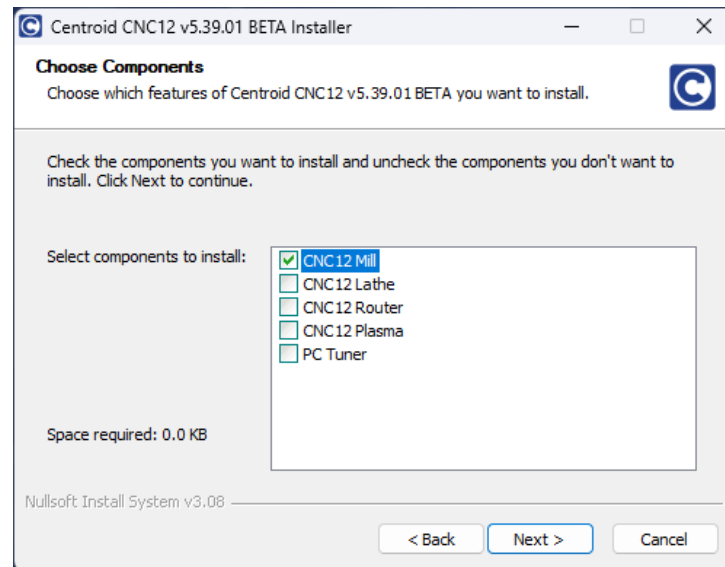 Centroid CNC12 v5.39.01 BETA Installer
Choose Components
Choose which features of Centroid CNC12 v5.39.01 BETA you want to install.
Check the components you want to install and uncheck the components you don't want to
install. Click Next to continue.
Select components to install:
CNC12 Mill
CNC12 Lathe
CNC12 Router
CNC12 Plasma
PC Tuner
Space required: 0.0 KB
Nullsoft Install System v3.08
< Back Next > Cancel